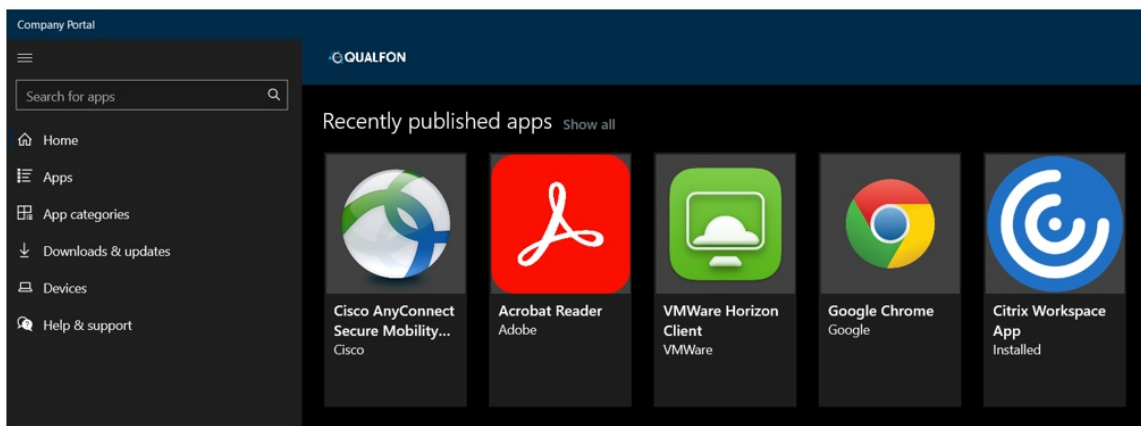 Company Portal
QUALFON
Search for apps
Home
Apps
App categories
Downloads & updates
Devices
Help & support
Recently published apps Show all
Cisco AnyConnect
Secure Mobility...
Cisco
Acrobat Reader
Adobe
VMWare Horizon
Client
VMWare
Google Chrome
Google
Citrix Workspace
App
Installed